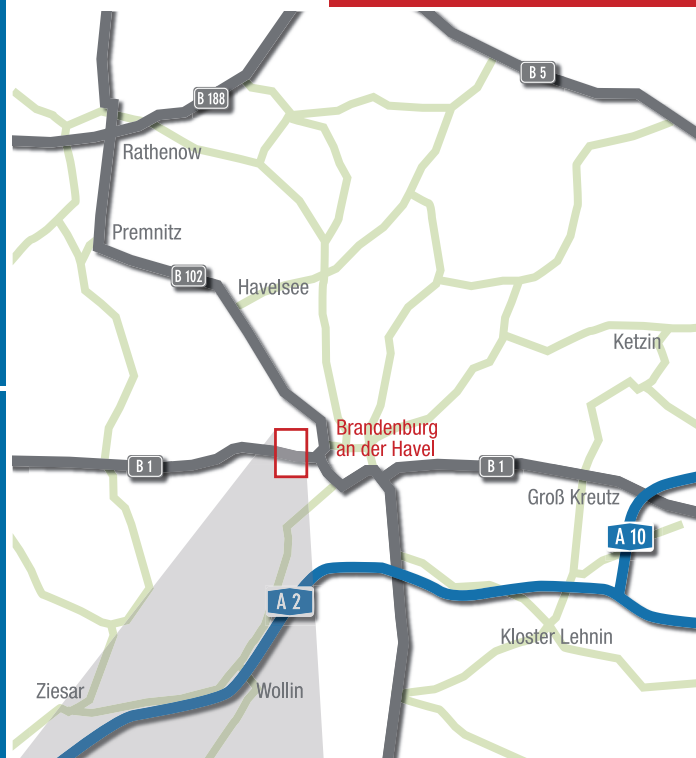 B 5
B 188
Rathenow
Premnitz
B 102
Havelsee
Ketzin
Brandenburg
an der Havel
B 1
B 1
Groß Kreutz
A 10
A 2
Kloster Lehnin
Ziesar
Wollin